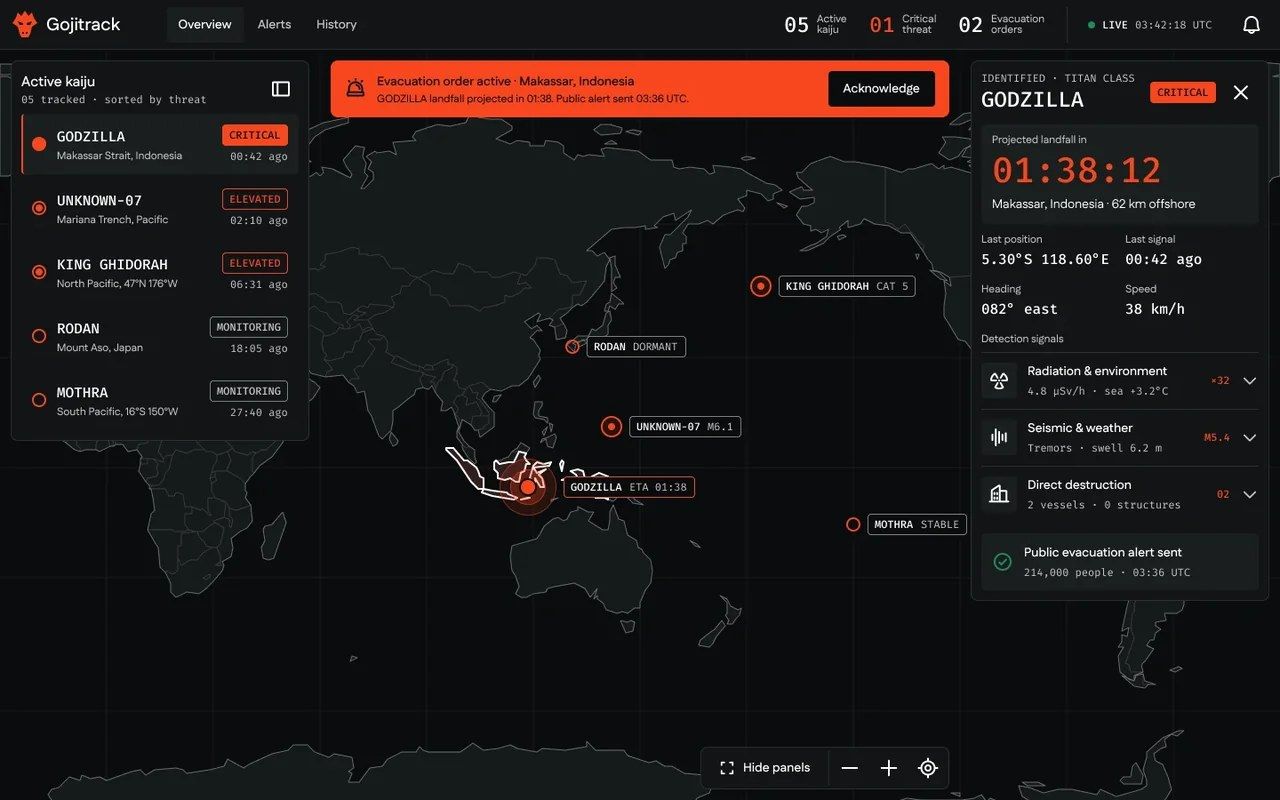 Gojitrack
Overview
Alerts
History
05 Active kaiju
01 Critical threat
02 Evacuation orders
LIVE 03:42:18 UTC
Active kaiju
05 tracked · sorted by threat
GODZILLA CRITICAL
Makassar Strait, Indonesia 00:42 ago
UNKNOWN-07 ELEVATED
Mariana Trench, Pacific 02:10 ago
KING GHIDORAH ELEVATED
North Pacific, 47°N 176°W 06:31 ago
RODAN MONITORING
Mount Aso, Japan 18:05 ago
MOTHRA MONITORING
South Pacific, 16°S 150°W 27:40 ago
Evacuation order active · Makassar, Indonesia
GODZILLA landfall projected in 01:38. Public alert sent 03:36 UTC.
Acknowledge
KING GHIDORAH CAT 5
RODAN DORMANT
UNKNOWN-07 M6.1
GODZILLA ETA 01:38
MOTHRA STABLE
IDENTIFIED · TITAN CLASS
GODZILLA
CRITICAL
Projected landfall in
01:38:12
Makassar, Indonesia · 62 km offshore
Last position Last signal
5.30°S 118.60°E 00:42 ago
Heading Speed
082° east 38 km/h
Detection signals
Radiation & environment
4.8 µSv/h · sea +3.2°C
×32
Seismic & weather
Tremors · swell 6.2 m
M5.4
Direct destruction
2 vessels · 0 structures
02
Public evacuation alert sent
214,000 people · 03:36 UTC
Hide panels